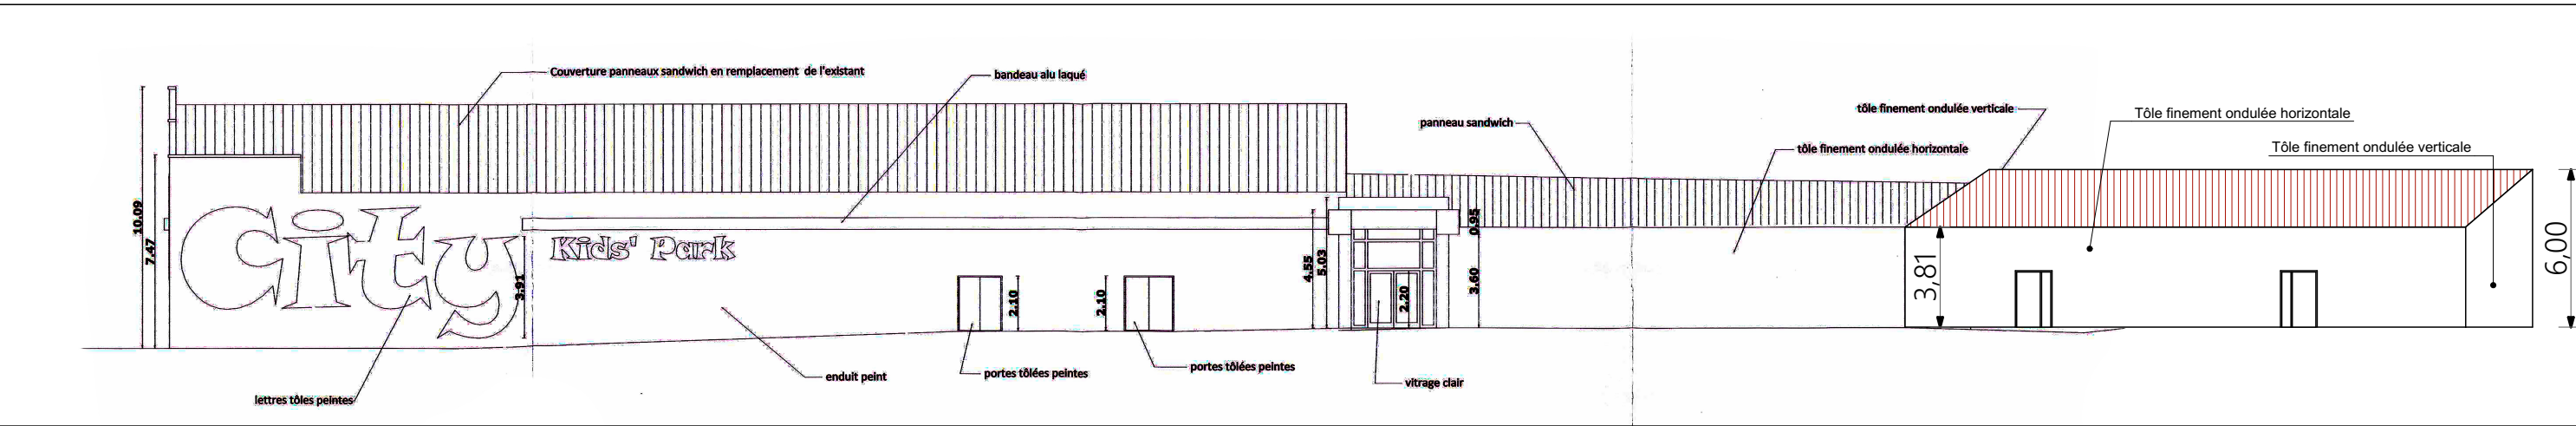 Couverture panneaux sandwich en remplacement de l'existant
bandeau alu laqué
tôle finement ondulée verticale
Tôle finement ondulée horizontale
panneau sandwich
tôle finement ondulée horizontale
Tôle finement ondulée verticale
10.09
7.47
City
Kids' Park
3.91
2.10
2.10
4.55
5.03
2.20
0.95
3.60
3,81
6,00
enduit peint
portes tôlées peintes
portes tôlées peintes
vitrage clair
lettres tôles peintes